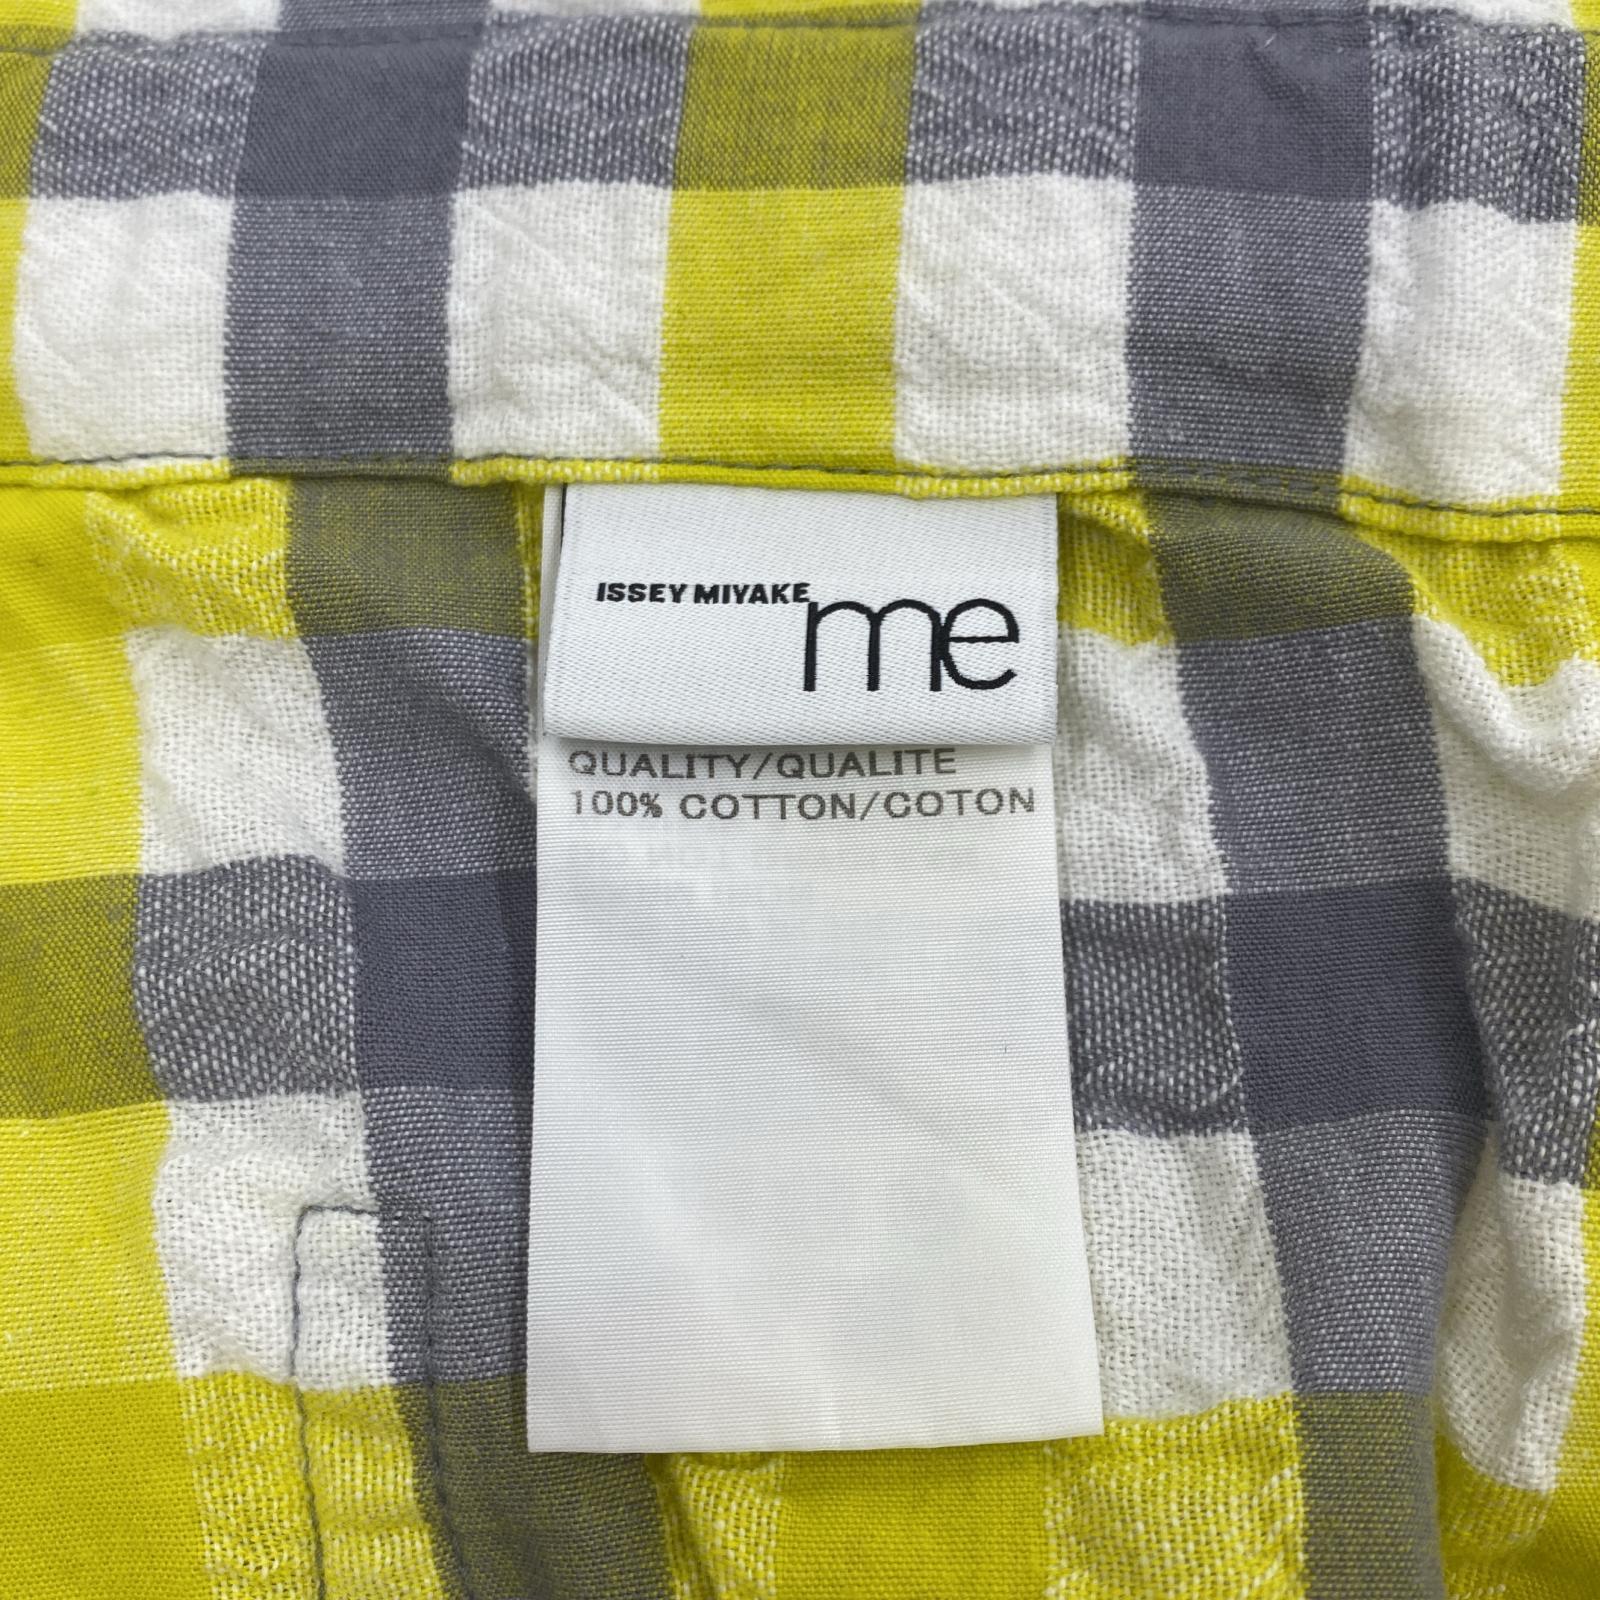 ISSEY MIYAKE me
QUALITY/QUALITE
100% COTTON/COTON